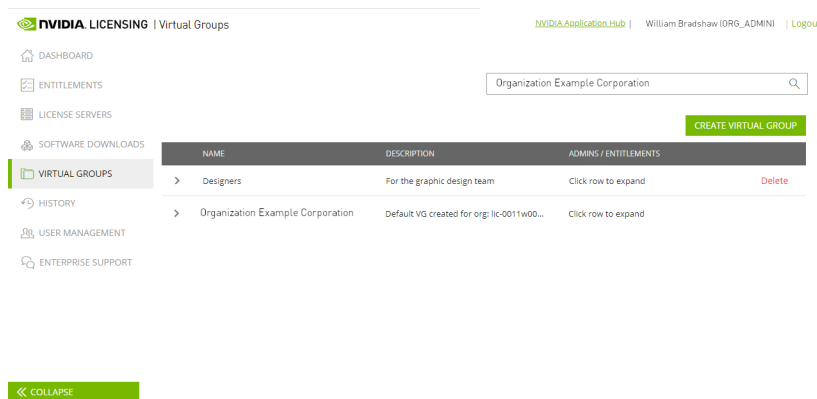 NVIDIA. LICENSING | Virtual Groups
NVIDIA Application Hub | William Bradshaw (ORG_ADMIN) | Logou
DASHBOARD
ENTITLEMENTS
LICENSE SERVERS
SOFTWARE DOWNLOADS
VIRTUAL GROUPS
HISTORY
USER MANAGEMENT
ENTERPRISE SUPPORT
COLLAPSE
Organization Example Corporation
CREATE VIRTUAL GROUP
NAME DESCRIPTION ADMINS / ENTITLEMENTS
Designers For the graphic design team Click row to expand Delete
Organization Example Corporation Default VG created for org: lic-0011w00... Click row to expand